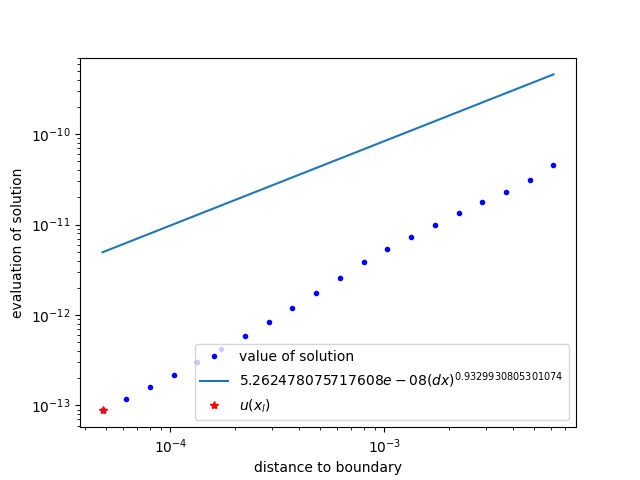 10⁻¹⁰
10⁻¹¹
10⁻¹²
10⁻¹³
evaluation of solution
value of solution
5.262478075717608e − 08(dx)^0.9329930805301074
u(x_l)
10⁻⁴
10⁻³
distance to boundary